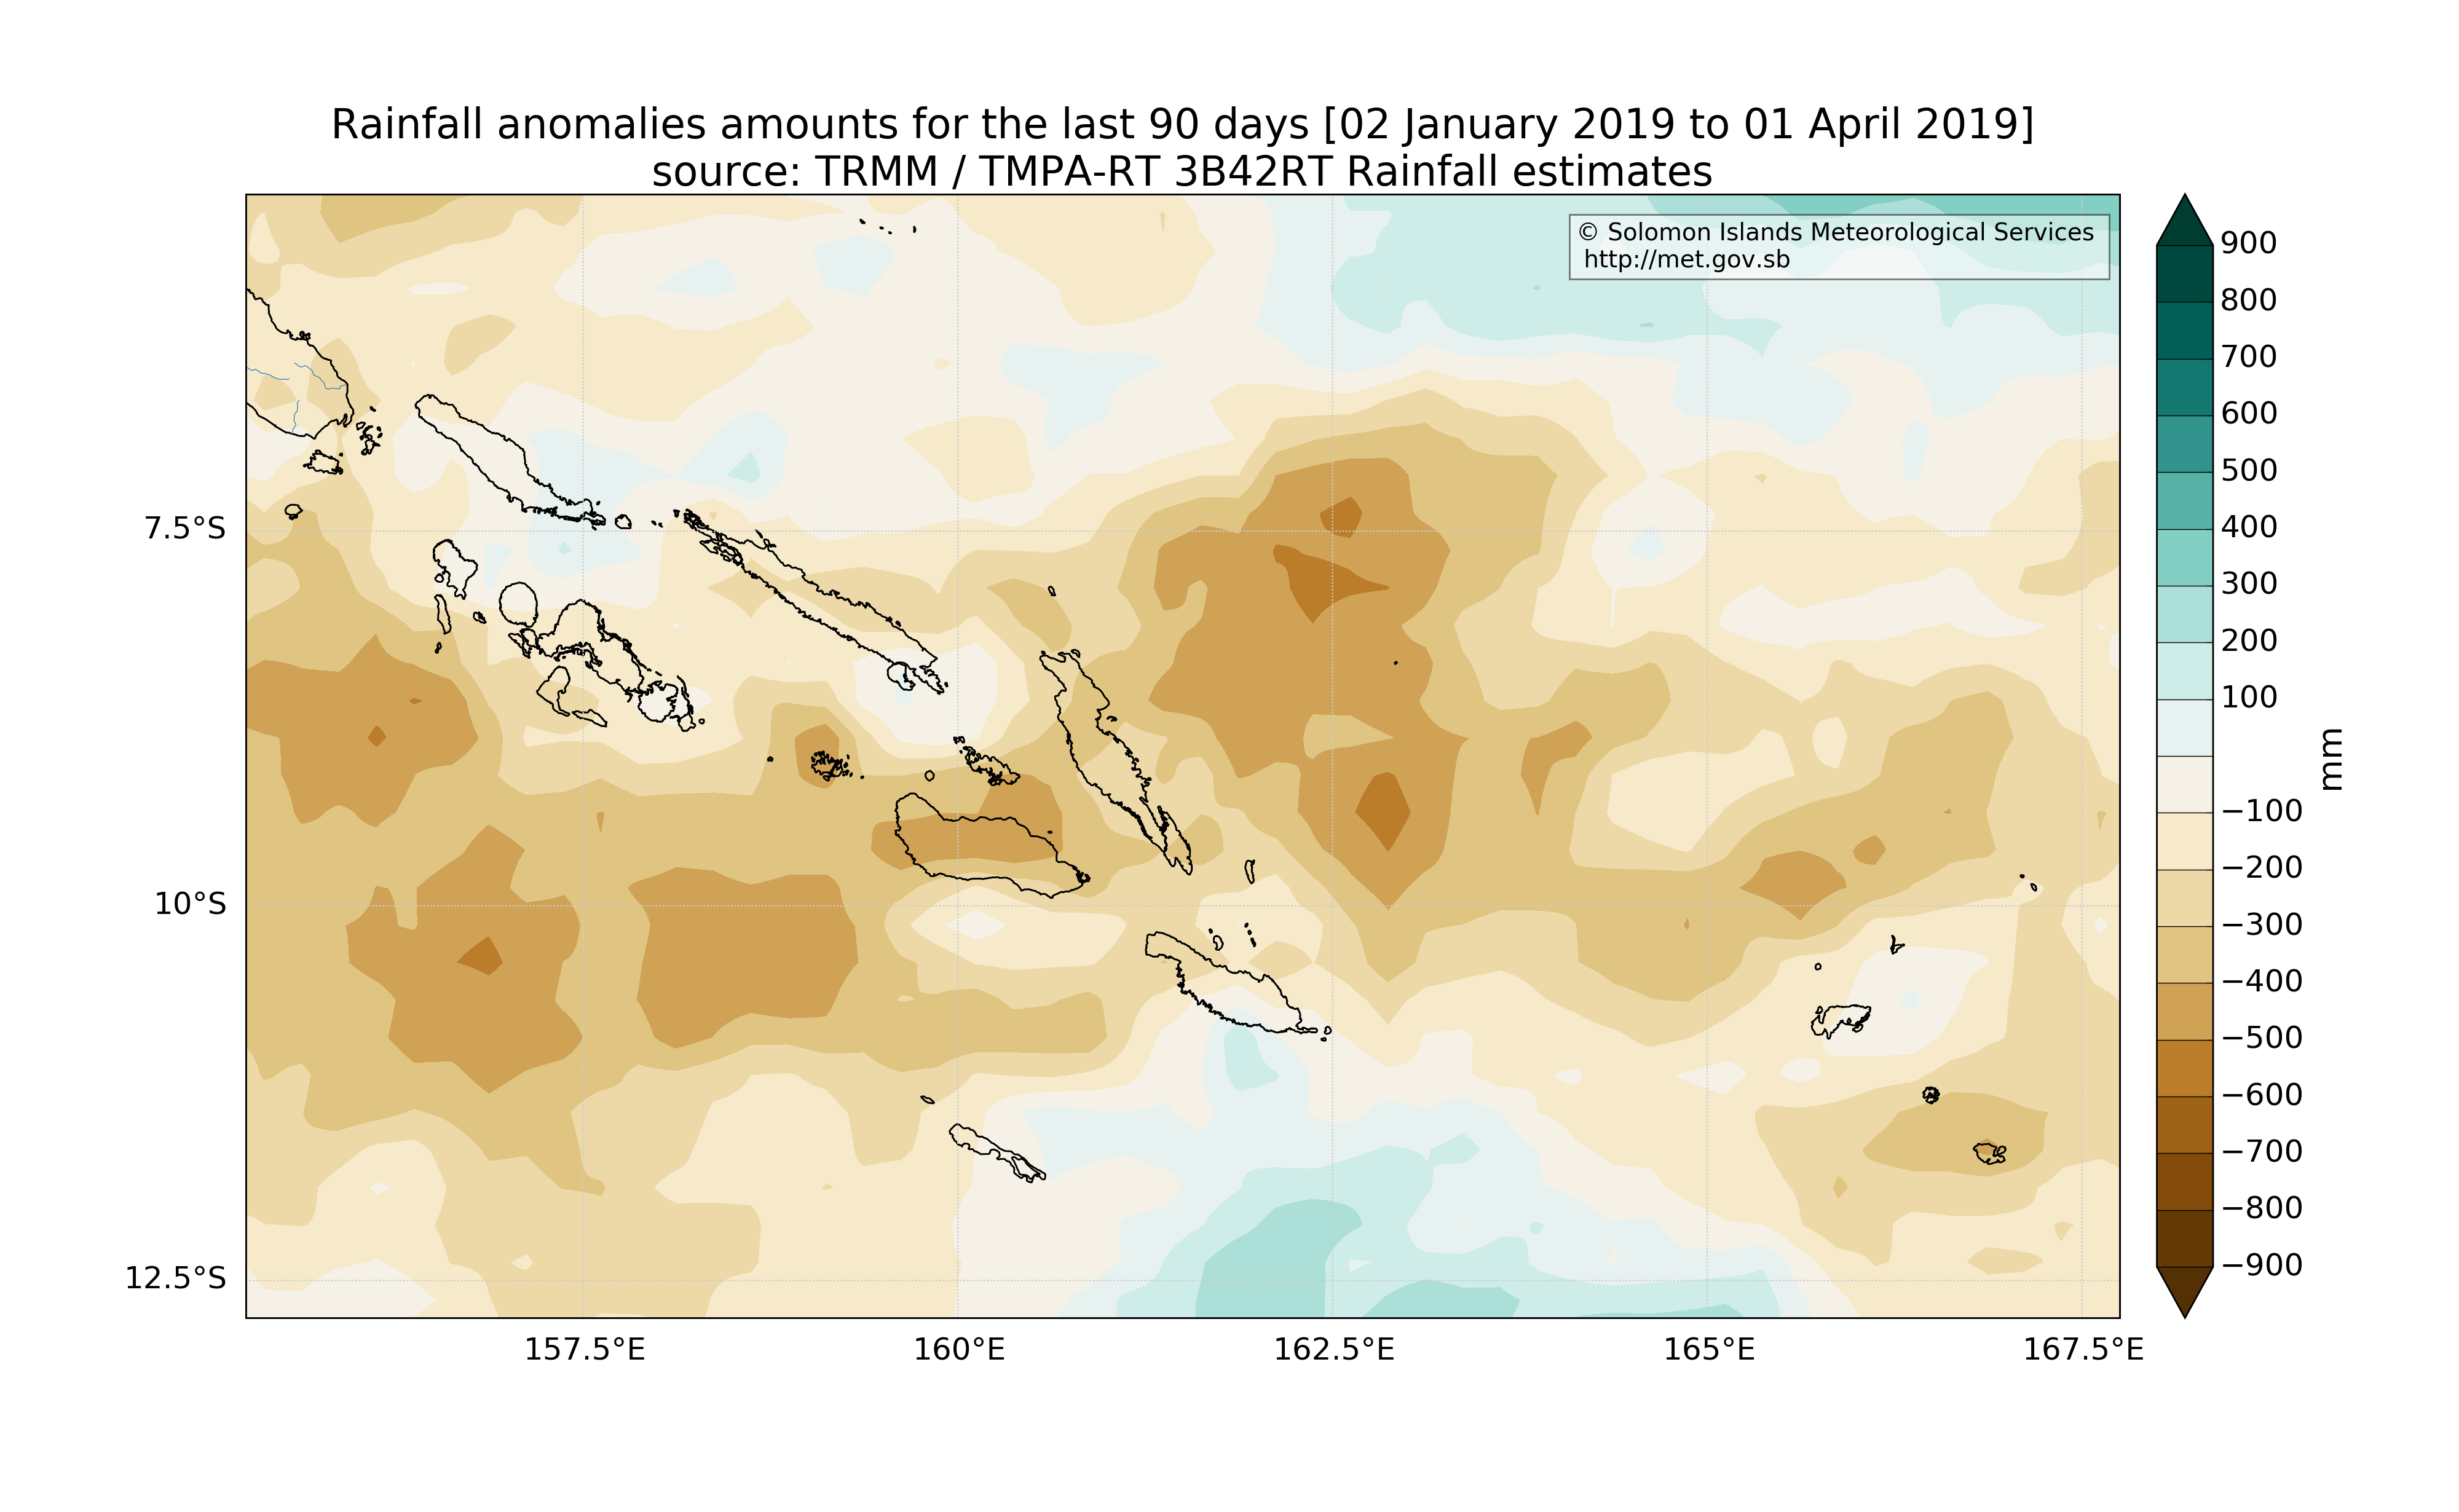 Rainfall anomalies amounts for the last 90 days [02 January 2019 to 01 April 2019]
source: TRMM / TMPA-RT 3B42RT Rainfall estimates
© Solomon Islands Meteorological Services
http://met.gov.sb
7.5°S
10°S
12.5°S
157.5°E
160°E
162.5°E
165°E
167.5°E
900
800
700
600
500
400
300
200
100
−100
−200
−300
−400
−500
−600
−700
−800
−900
mm